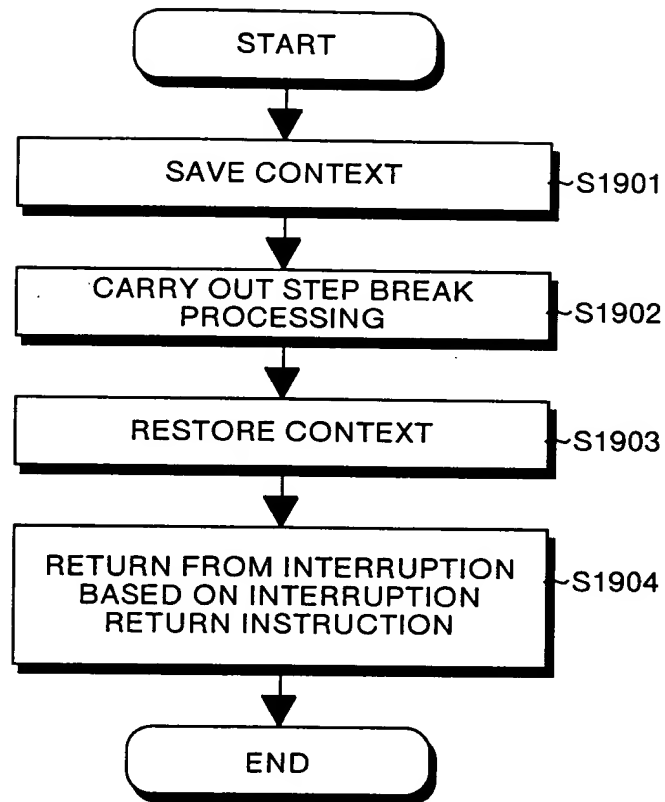 START
SAVE CONTEXT
S1901
CARRY OUT STEP BREAK
PROCESSING
S1902
RESTORE CONTEXT
S1903
RETURN FROM INTERRUPTION
BASED ON INTERRUPTION
RETURN INSTRUCTION
S1904
END